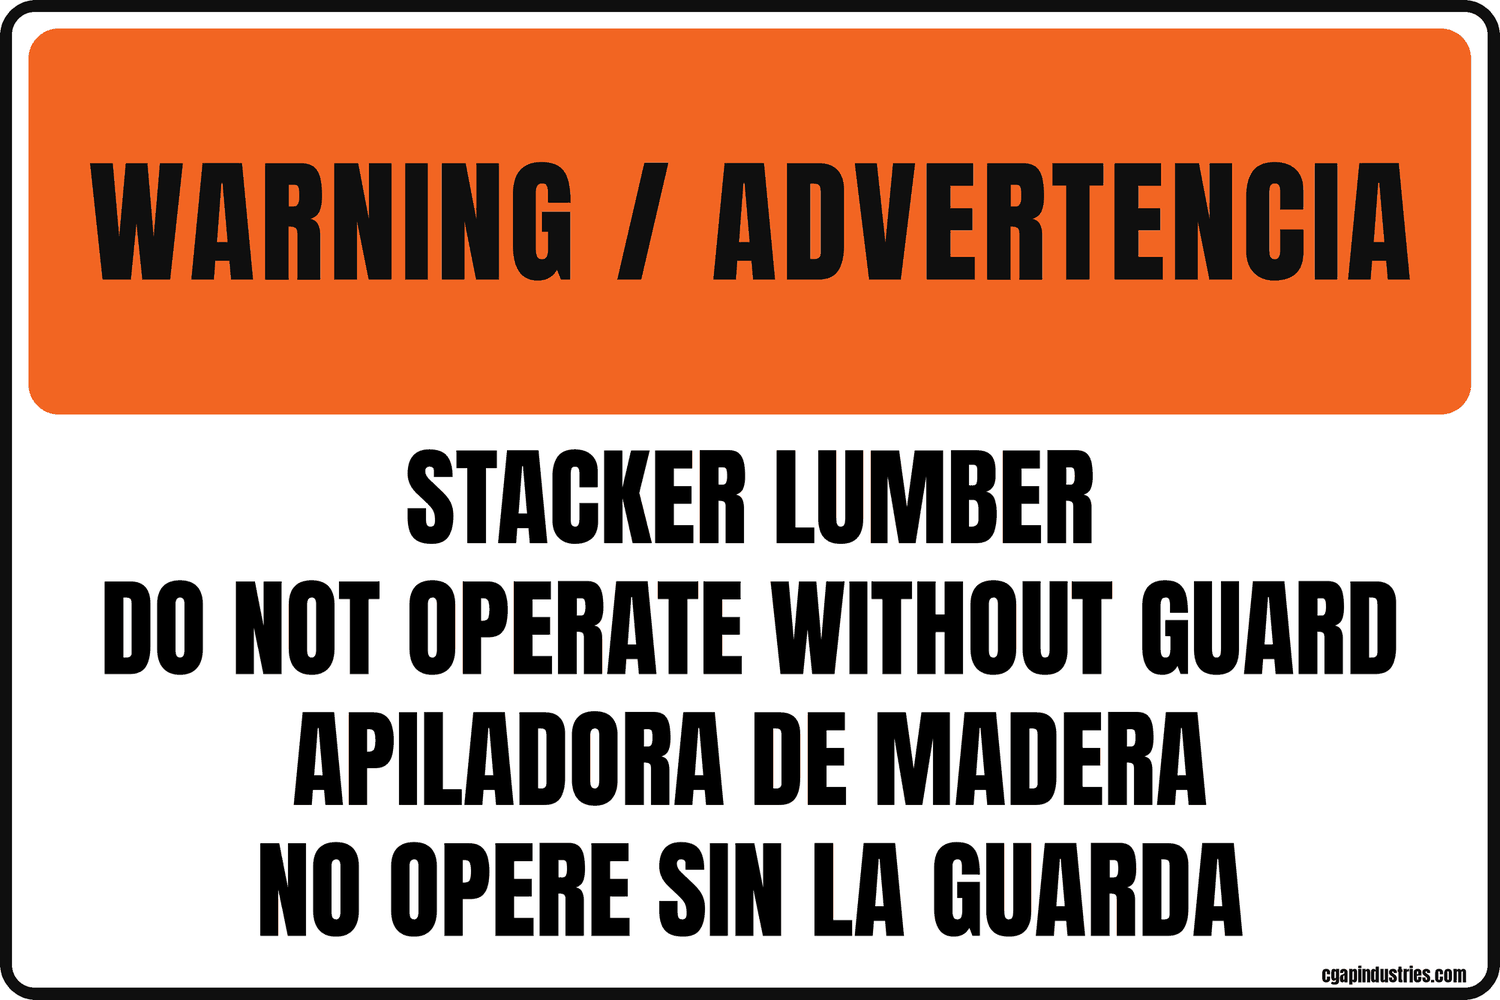 WARNING / ADVERTENCIA
STACKER LUMBER
DO NOT OPERATE WITHOUT GUARD
APILADORA DE MADERA
NO OPERE SIN LA GUARDA
cgapindustries.com